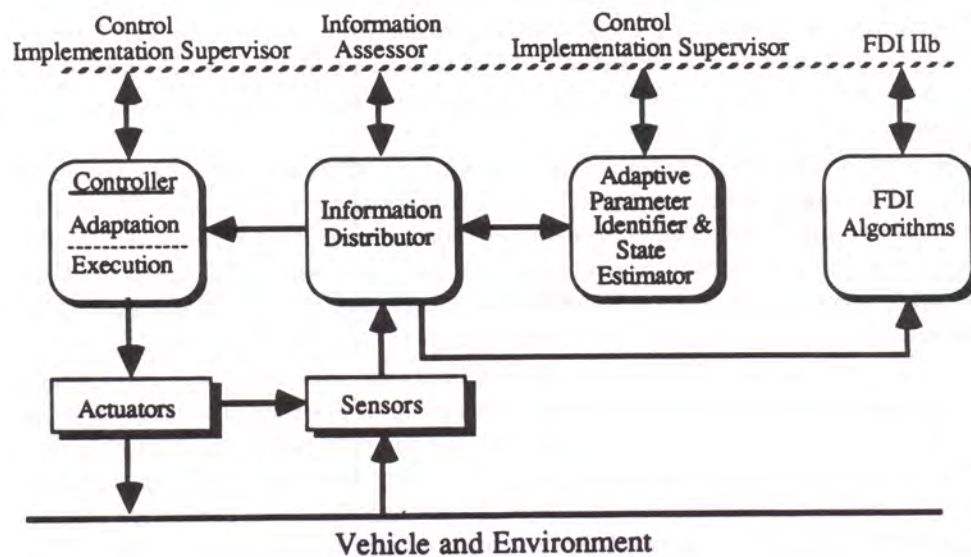 Control
Implementation Supervisor
Information
Assessor
Control
Implementation Supervisor
FDI IIb
Controller
Adaptation
Execution
Information
Distributor
Adaptive
Parameter
Identifier &
State
Estimator
FDI
Algorithms
Actuators
Sensors
Vehicle and Environment